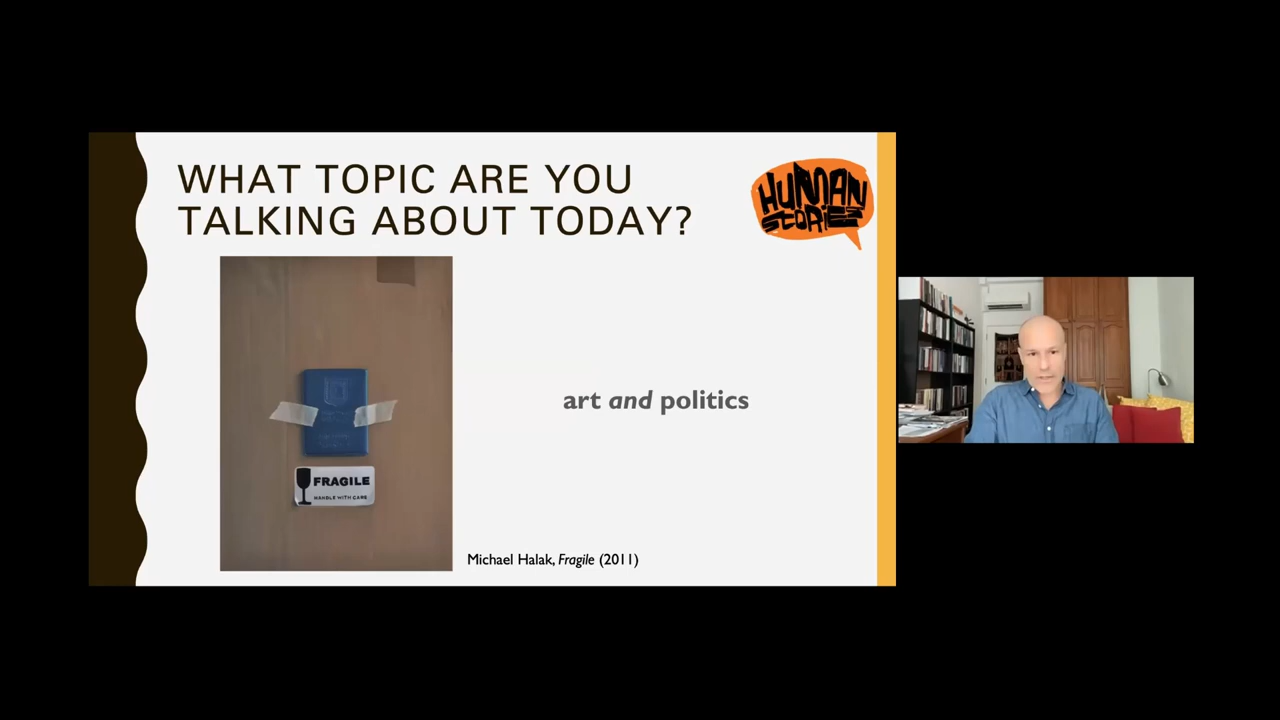 WHAT TOPIC ARE YOU
TALKING ABOUT TODAY?
HUMAN
STORIES
FRAGILE
HANDLE WITH CARE
art and politics
Michael Halak, Fragile (2011)